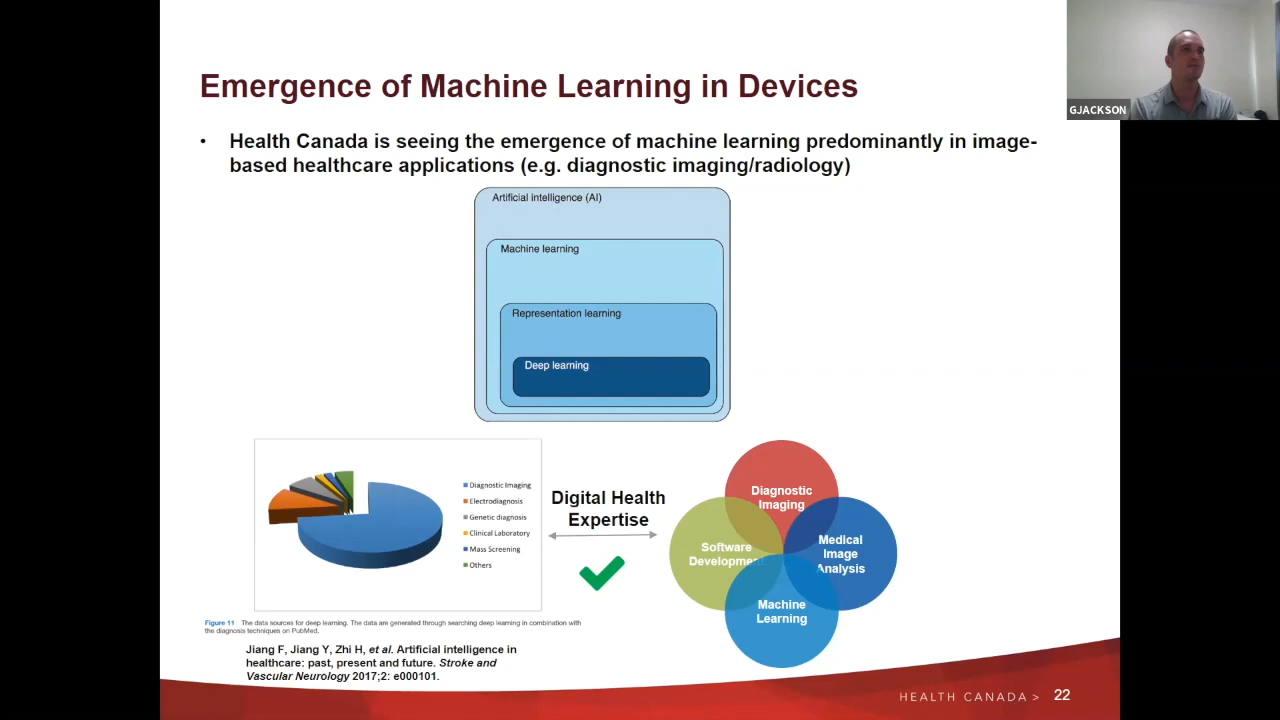 GJACKSON
Emergence of Machine Learning in Devices
• Health Canada is seeing the emergence of machine learning predominantly in image-
based healthcare applications (e.g. diagnostic imaging/radiology)
Artificial intelligence (AI)
Machine learning
Representation learning
Deep learning
Diagnostic Imaging
Electrodiagnosis
Genetic diagnosis
Clinical Laboratory
Mass Screening
Others
Digital Health
Expertise
Diagnostic
Imaging
Software
Development
Medical
Image
Analysis
Machine
Learning
Figure 11 The data sources for deep learning. The data are generated through searching deep learning in combination with
the diagnosis techniques on PubMed.
Jiang F, Jiang Y, Zhi H, et al. Artificial intelligence in
healthcare: past, present and future. Stroke and
Vascular Neurology 2017;2: e000101.
HEALTH CANADA > 22